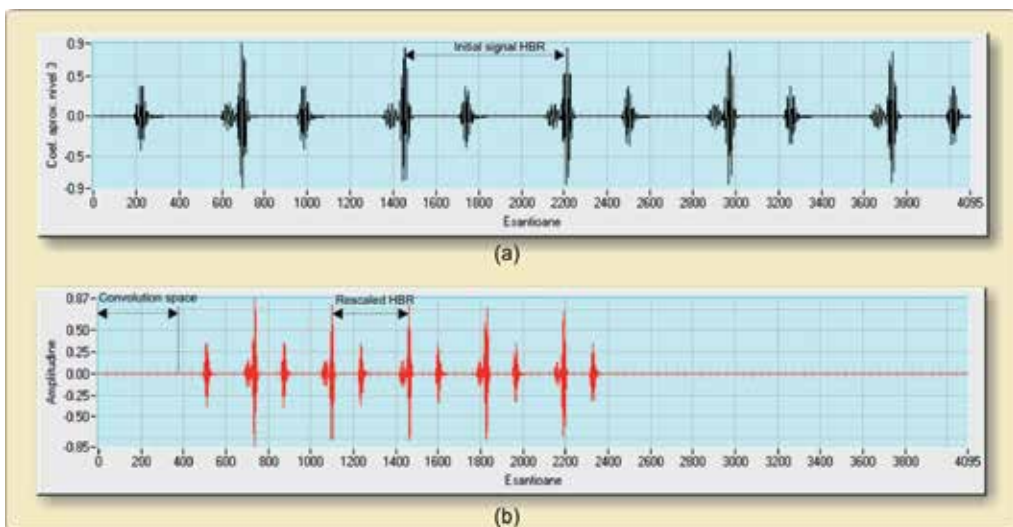 Initial signal HBR
Coef. aprox. nivel 3
0.9
0.5
0.0
-0.5
-0.9
0 200 400 600 800 1000 1200 1400 1600 1800 2000 2200 2400 2600 2800 3000 3200 3400 3600 3800 4095
Esantioane
(a)
Convolution space
Rescaled HBR
Amplitudine
0.87
0.50
0.25
0.00
-0.25
-0.50
-0.85
0 200 400 600 800 1000 1200 1400 1600 1800 2000 2200 2400 2600 2800 3000 3200 3400 3600 3800 4095
Esantioane
(b)